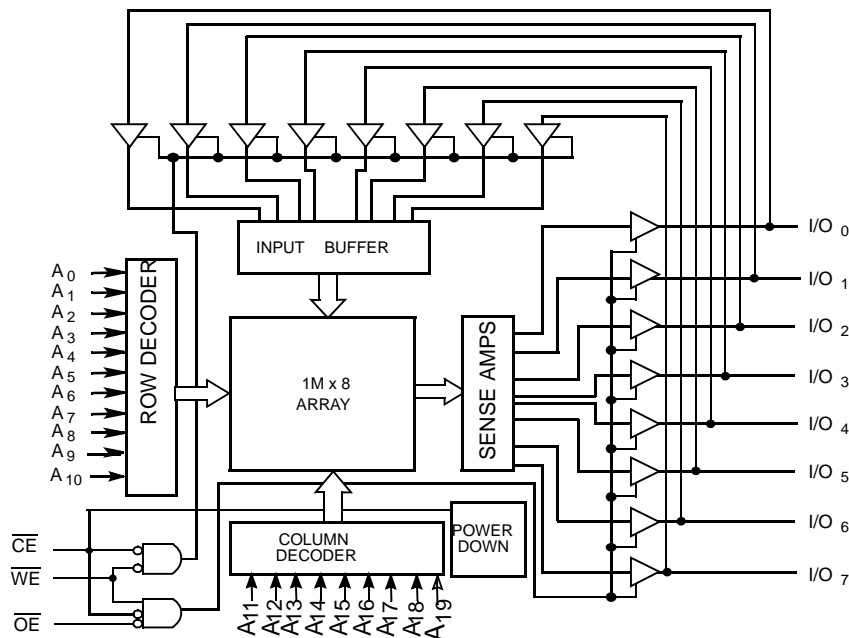 INPUT BUFFER
A0
A1
A2
A3
A4
A5
A6
A7
A8
A9
A10
ROW DECODER
1M x 8
ARRAY
SENSE AMPS
I/O 0
I/O 1
I/O 2
I/O 3
I/O 4
I/O 5
I/O 6
I/O 7
COLUMN
DECODER
POWER
DOWN
CE
WE
OE
A11
A12
A13
A14
A15
A16
A17
A18
A19